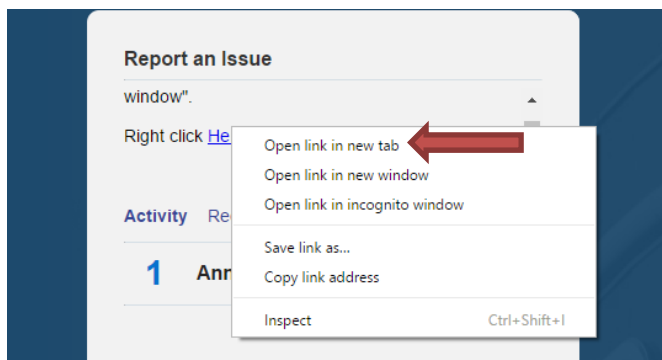 Report an Issue
window".
Right click He
Open link in new tab
Open link in new window
Open link in incognito window
Activity Re
Save link as...
1 Ann
Copy link address
Inspect Ctrl+Shift+I